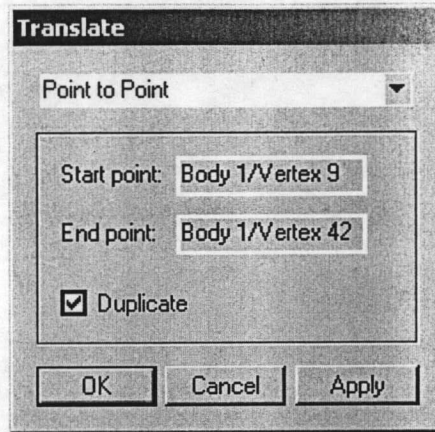 Translate
Point to Point
Start point: Body 1/Vertex 9
End point: Body 1/Vertex 42
Duplicate
OK Cancel Apply